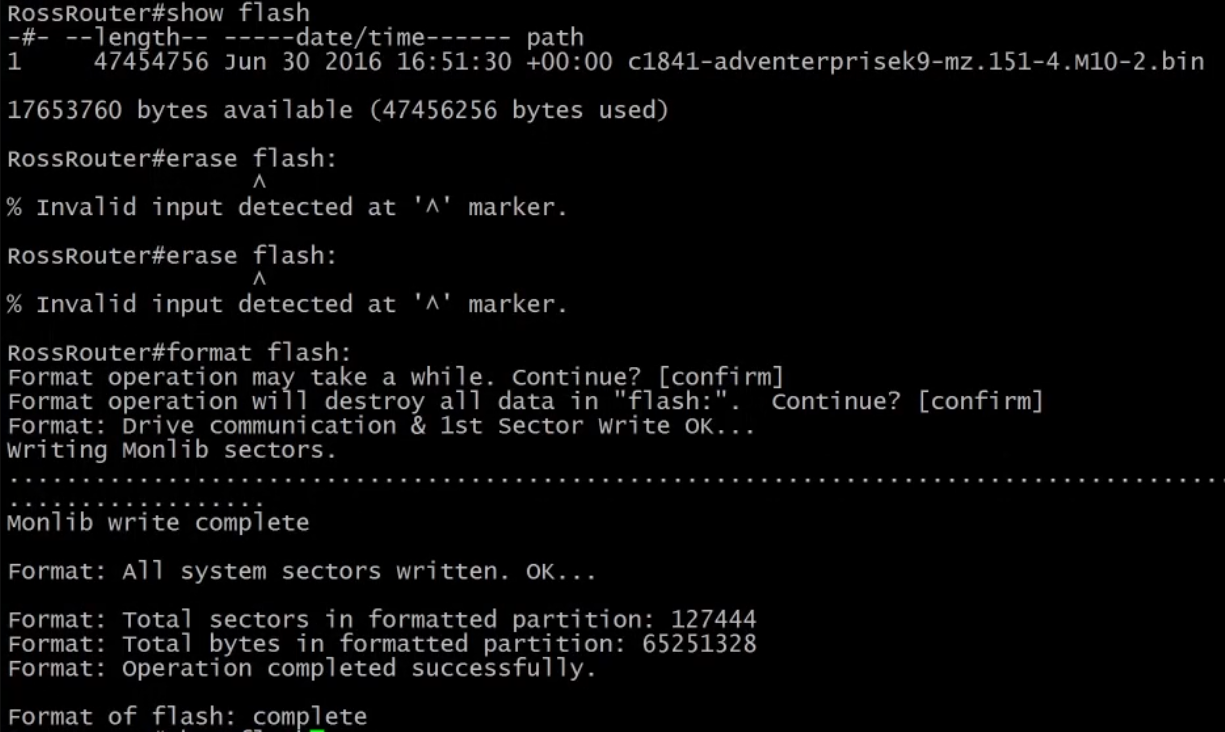 RossRouter#show flash
-#- --length-- -----date/time------ path
1     47454756 Jun 30 2016 16:51:30 +00:00 c1841-adventerprisek9-mz.151-4.M10-2.bin
17653760 bytes available (47456256 bytes used)
RossRouter#erase flash:
^
% Invalid input detected at '^' marker.
RossRouter#erase flash:
^
% Invalid input detected at '^' marker.
RossRouter#format flash:
Format operation may take a while. Continue? [confirm]
Format operation will destroy all data in "flash:".  Continue? [confirm]
Format: Drive communication & 1st Sector Write OK...
Writing Monlib sectors.
....................................................................................
..................
Monlib write complete
Format: All system sectors written. OK...
Format: Total sectors in formatted partition: 127444
Format: Total bytes in formatted partition: 65251328
Format: Operation completed successfully.
Format of flash: complete